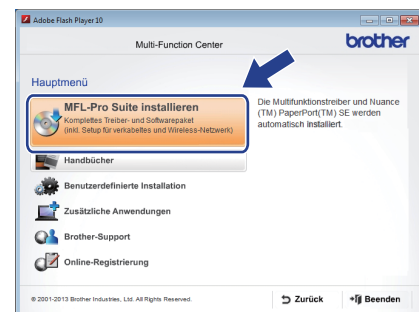 Adobe Flash Player 10
Multi-Function Center
brother
Hauptmenü
MFL-Pro Suite installieren
Komplettes Treiber- und Softwarepaket
(inkl. Setup für verkabeltes und Wireless-Netzwerk)
Die Multifunktionstreiber und Nuance
(TM) PaperPort(TM) SE werden
automatisch installiert.
Handbücher
Benutzerdefinierte Installation
Zusätzliche Anwendungen
Brother-Support
Online-Registrierung
© 2001-2013 Brother Industries, Ltd. All Rights Reserved.
Zurück
Beenden